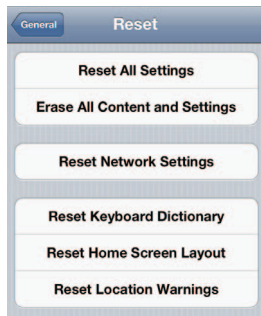 General
Reset
Reset All Settings
Erase All Content and Settings
Reset Network Settings
Reset Keyboard Dictionary
Reset Home Screen Layout
Reset Location Warnings